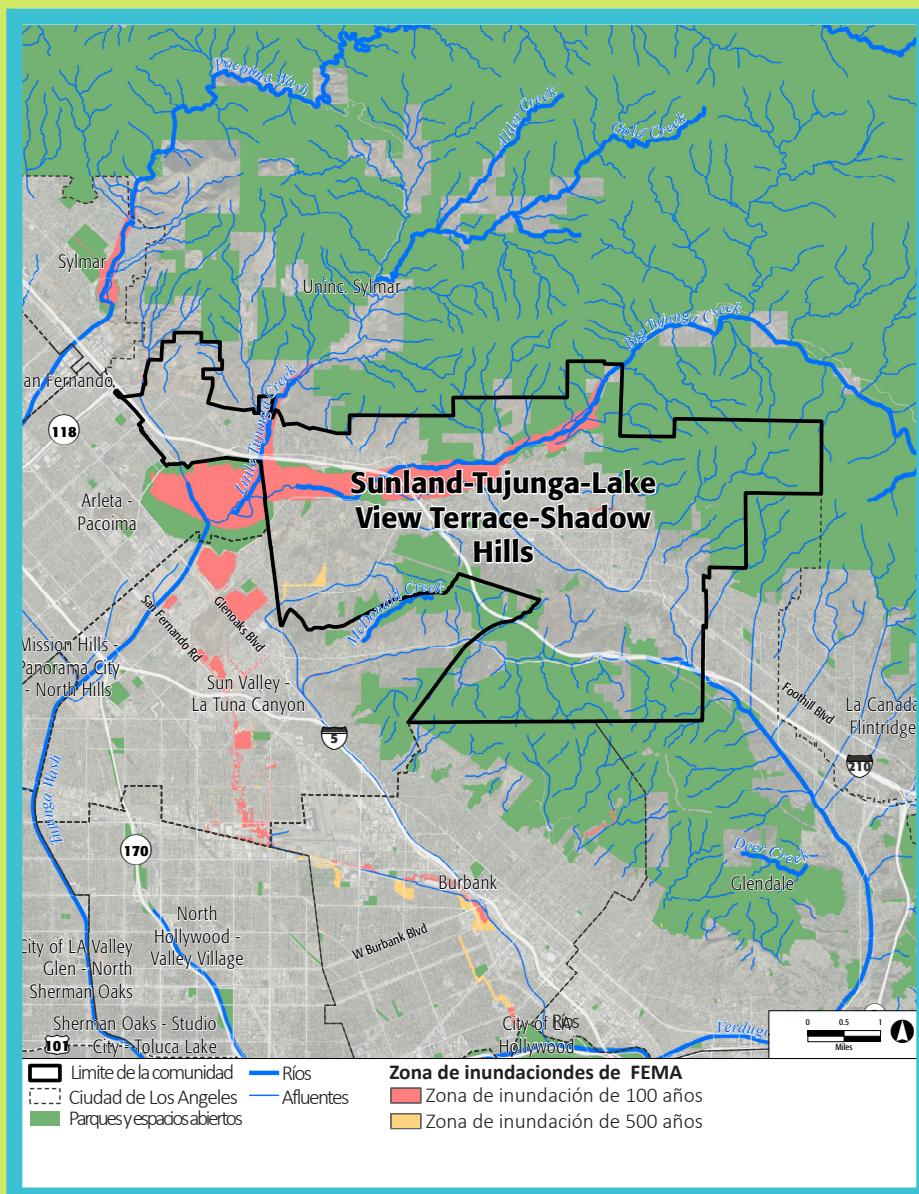 Pacoima Wash
Alder Creek
Gold Creek
Sylmar
Uninc. Sylmar
Big Tujunga Creek
an Fernando
Little Tujunga Creek
118
Sunland-Tujunga-Lake
View Terrace-Shadow
Hills
Arleta -
Pacoima
McDonald Creek
San Fernando Rd
Glenoaks Blvd
Mission Hills -
Panorama City
- North Hills
Sun Valley -
La Tuna Canyon
Foothill Blvd
La Canada
Flintridge
5
210
Tujunga Wash
170
Deer Creek
Glendale
Burbank
North
Hollywood -
Valley Village
W Burbank Blvd
City of LA Valley
Glen - North
Sherman Oaks
Sherman Oaks - Studio
City - Toluca Lake
101
City of LA
Hollywood
Ríos
Verdugo
0 0.5 1
Miles
Limite de la comunidad
Ciudad de Los Angeles
Parques y espacios abiertos
Ríos
Afluentes
Zona de inundaciondes de FEMA
Zona de inundación de 100 años
Zona de inundación de 500 años